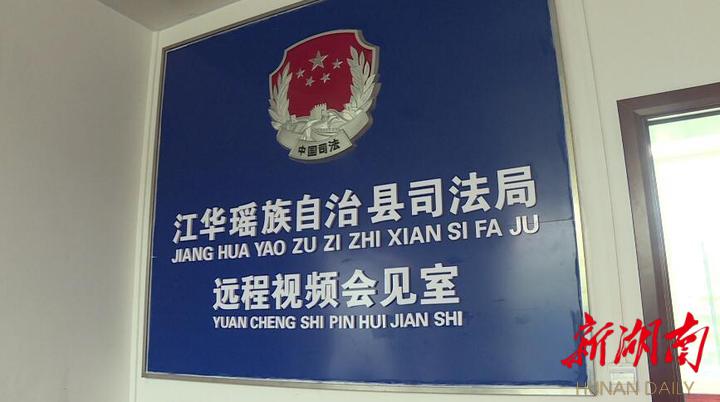 中国司法
江华瑶族自治县司法局
JIANG HUA YAO ZU ZI ZHI XIAN SI FA JU
远程视频会见室
YUAN CHENG SHI PIN HUI JIAN SHI
新湖南
HUNAN DAILY